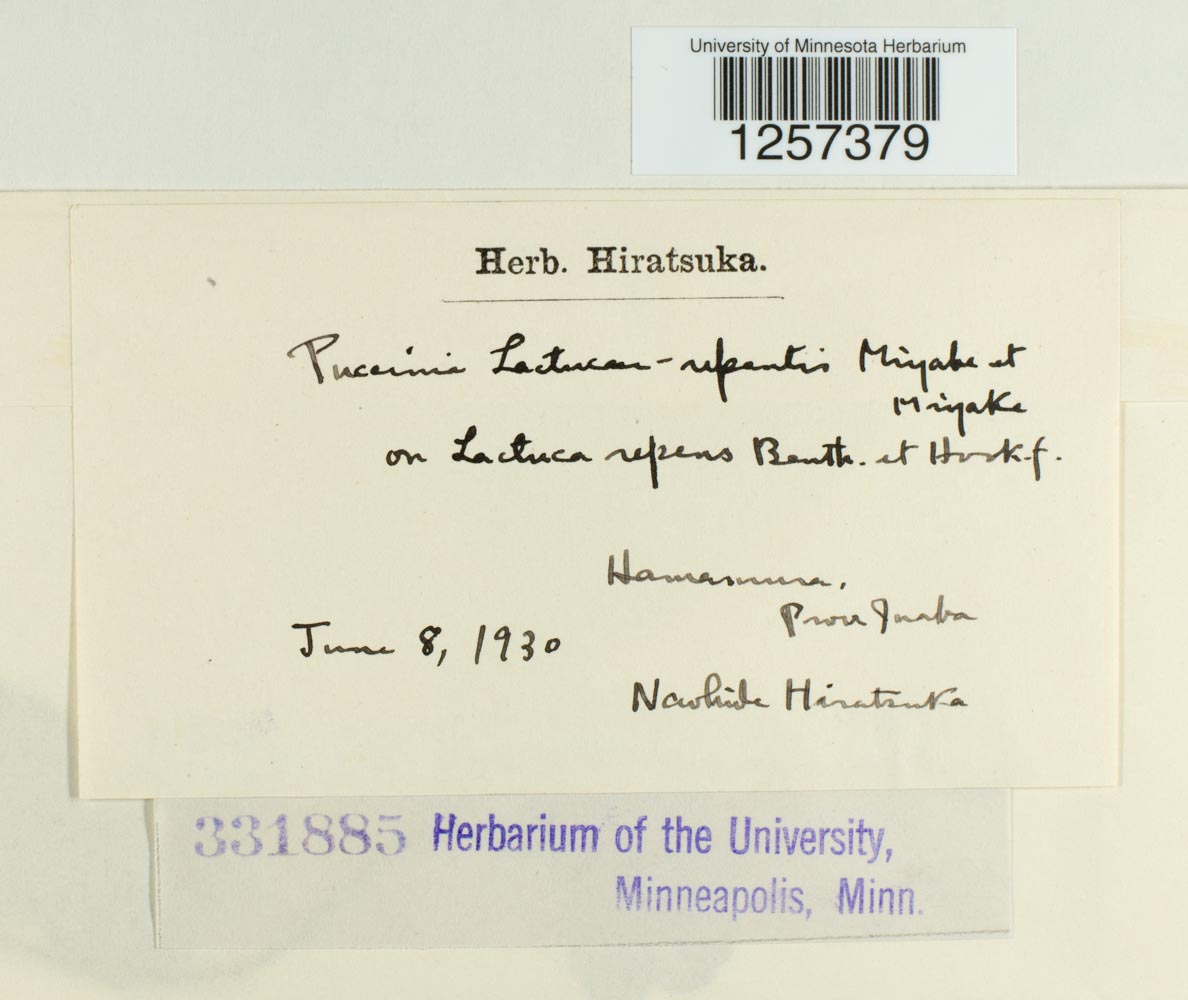 University of Minnesota Herbarium
1257379
Herb. Hiratsuka.
Puccinia Lactucae-repentis Miyabe et
Miyake
on Lactuca repens Benth. et Hook.f.
Hamamura,
Prov. Inaba
June 8, 1930
Naohide Hiratsuka
331885 Herbarium of the University,
Minneapolis, Minn.